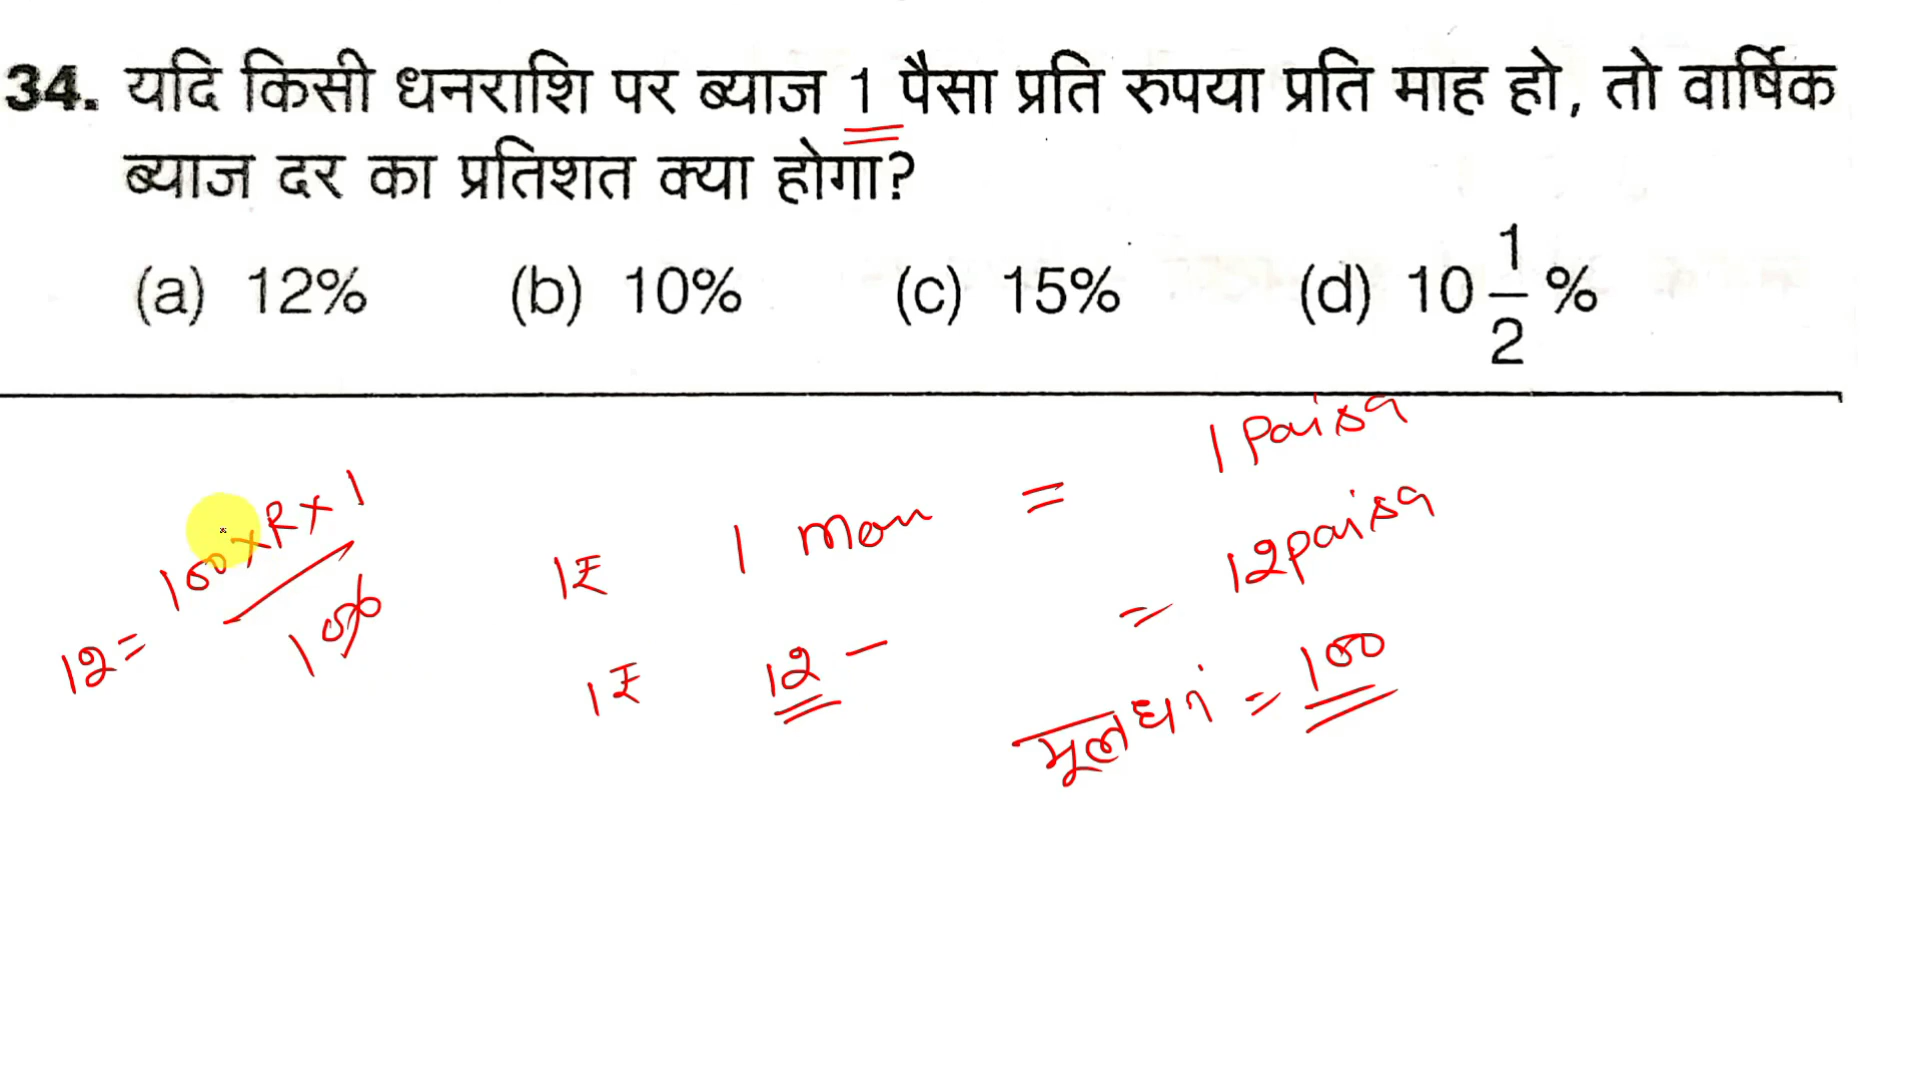 34. यदि किसी धनराशि पर ब्याज 1 पैसा प्रति रुपया प्रति माह हो, तो वार्षिक
ब्याज दर का प्रतिशत क्या होगा?
(a) 12% (b) 10% (c) 15% (d) 10 1/2 %
1₹ 1 mon = 1 Paisa
1₹ 12 – = 12 paisa
मूलधन = 100
12 = 100×R×1 / 100